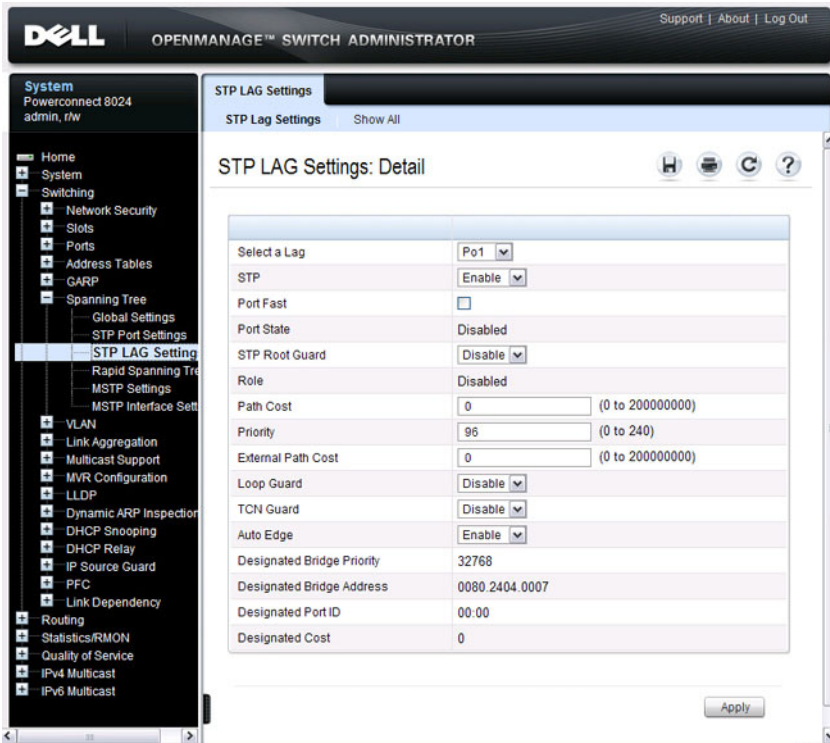 Support | About | Log Out
DELL OPENMANAGE™ SWITCH ADMINISTRATOR
System
Powerconnect 8024
admin, r/w
Home
System
Switching
Network Security
Slots
Ports
Address Tables
GARP
Spanning Tree
Global Settings
STP Port Settings
STP LAG Setting
Rapid Spanning Tre
MSTP Settings
MSTP Interface Sett
VLAN
Link Aggregation
Multicast Support
MVR Configuration
LLDP
Dynamic ARP Inspection
DHCP Snooping
DHCP Relay
IP Source Guard
PFC
Link Dependency
Routing
Statistics/RMON
Quality of Service
IPv4 Multicast
IPv6 Multicast
STP LAG Settings
STP Lag Settings Show All
STP LAG Settings: Detail
Select a Lag Po1
STP Enable
Port Fast
Port State Disabled
STP Root Guard Disable
Role Disabled
Path Cost 0 (0 to 200000000)
Priority 96 (0 to 240)
External Path Cost 0 (0 to 200000000)
Loop Guard Disable
TCN Guard Disable
Auto Edge Enable
Designated Bridge Priority 32768
Designated Bridge Address 0080.2404.0007
Designated Port ID 00:00
Designated Cost 0
Apply